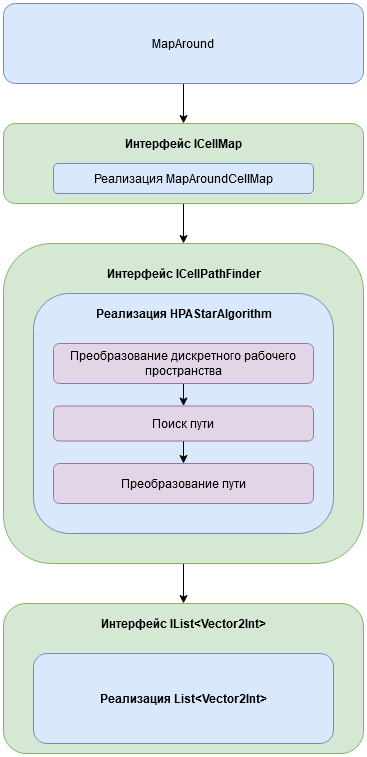 MapAround
Интерфейс ICellMap
Реализация MapAroundCellMap
Интерфейс ICellPathFinder
Реализация HPAStarAlgorithm
Преобразование дискретного рабочего
пространства
Поиск пути
Преобразование пути
Интерфейс IList<Vector2Int>
Реализация List<Vector2Int>